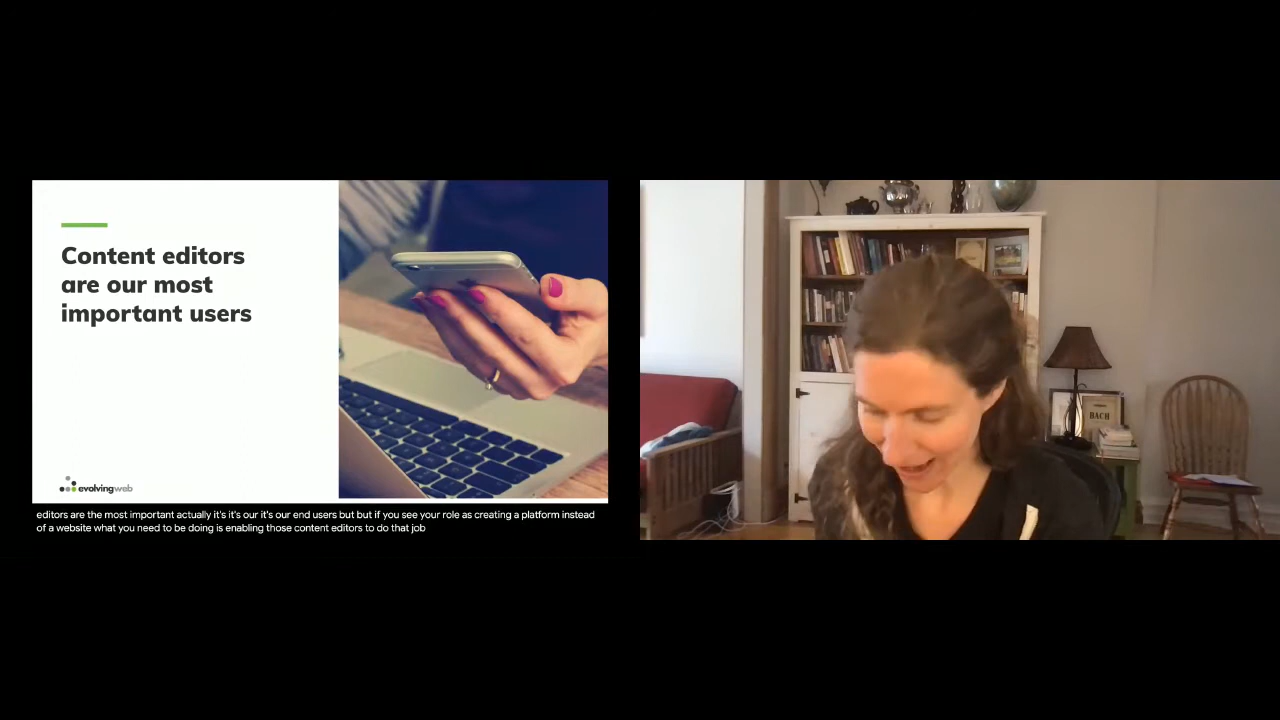 Content editors
are our most
important users
evolvingweb
editors are the most important actually it's it's our it's our end users but but if you see your role as creating a platform instead
of a website what you need to be doing is enabling those content editors to do that job
BACH